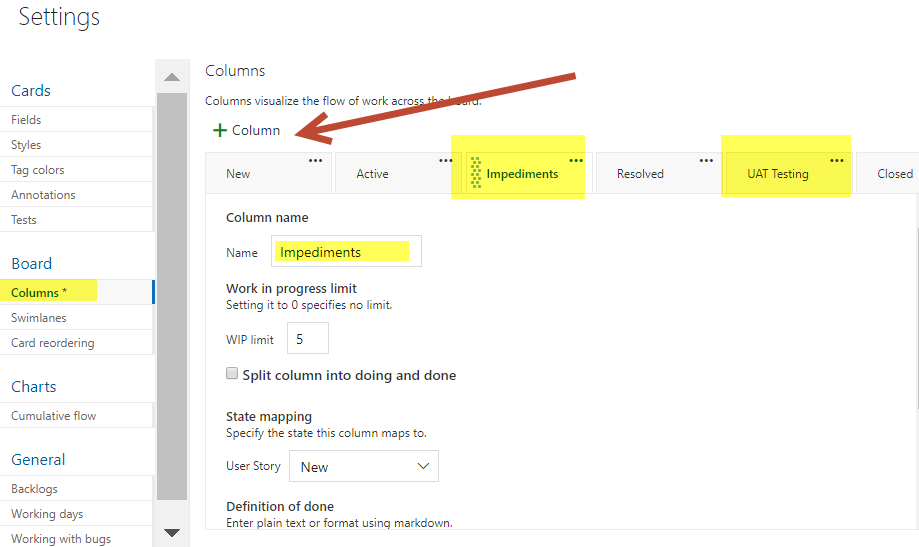 Settings
Cards
Fields
Styles
Tag colors
Annotations
Tests
Board
Columns *
Swimlanes
Card reordering
Charts
Cumulative flow
General
Backlogs
Working days
Working with bugs
Columns
Columns visualize the flow of work across the board.
+ Column
New ••• Active ••• Impediments ••• Resolved ••• UAT Testing ••• Closed
Column name
Name Impediments
Work in progress limit
Setting it to 0 specifies no limit.
WIP limit 5
Split column into doing and done
State mapping
Specify the state this column maps to.
User Story New
Definition of done
Enter plain text or format using markdown.